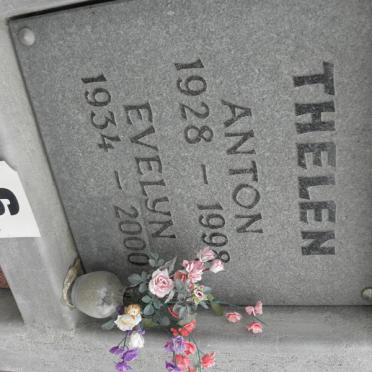 THELEN
ANTON
1928 - 1998
EVELYN
1934 - 2000